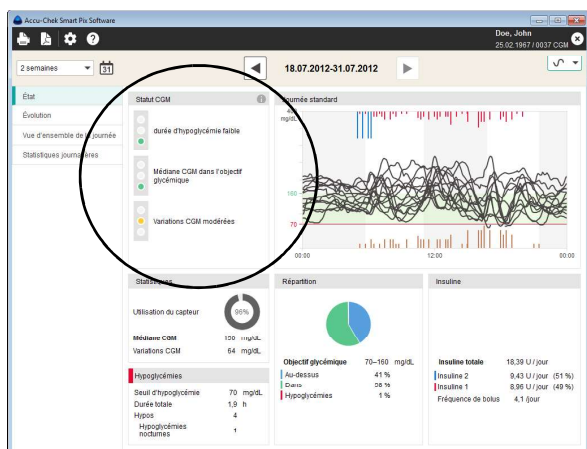 Accu-Chek Smart Pix Software
Doe, John
25.02.1967 / 0037 CGM
2 semaines
31
18.07.2012-31.07.2012
État
Évolution
Vue d'ensemble de la journée
Statistiques journalières
Statut CGM
durée d'hypoglycémie faible
Médiane CGM dans l'objectif
glycémique
Variations CGM modérées
Journée standard
mg/dL
160
70
00:00
12:00
00:00
Statistiques
Utilisation du capteur
96%
Médiane CGM
150 mg/dL
Variations CGM
64 mg/dL
Hypoglycémies
Seuil d'hypoglycémie
70 mg/dL
Durée totale
1,9 h
Hypos
4
Hypoglycémies
nocturnes
1
Répartition
Objectif glycémique
70–160 mg/dL
Au-dessus
41 %
Dans
58 %
Hypoglycémies
1 %
Insuline
Insuline totale
18,39 U / jour
Insuline 2
9,43 U / jour (51 %)
Insuline 1
8,96 U / jour (49 %)
Fréquence de bolus
4,1 /jour